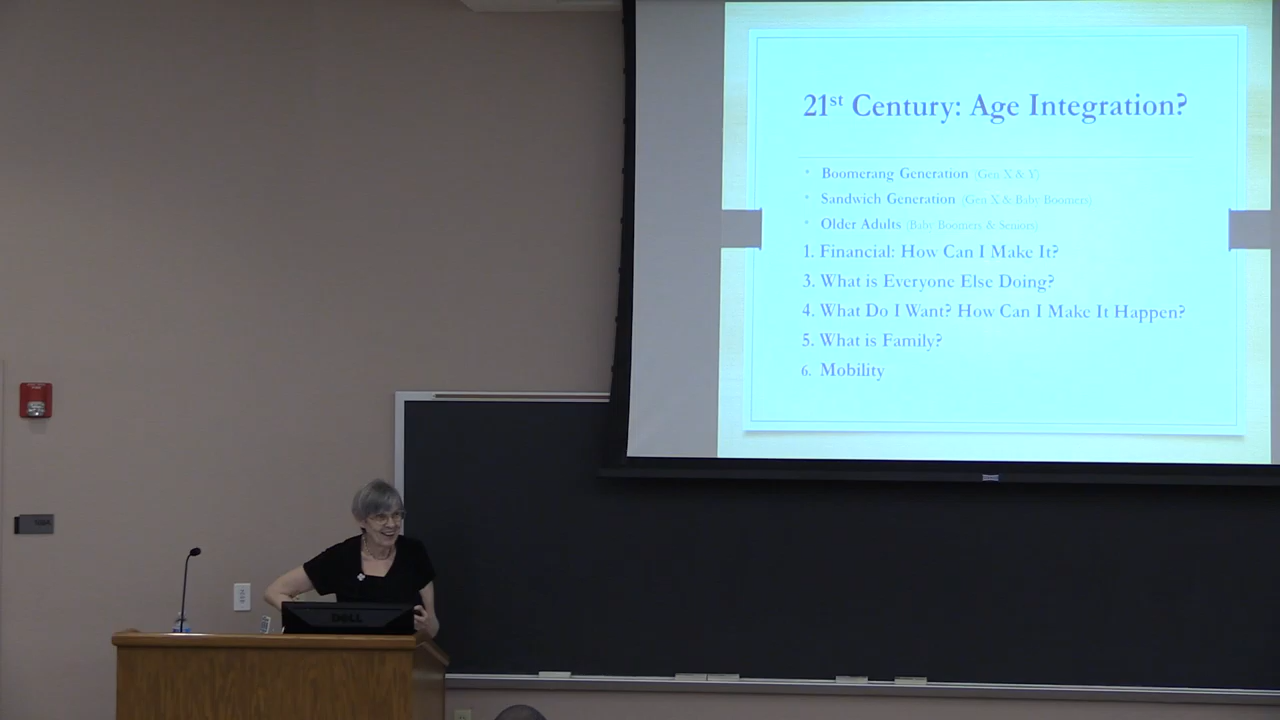 21st Century: Age Integration?
• Boomerang Generation (Gen X & Y)
• Sandwich Generation (Gen X & Baby Boomers)
• Older Adults (Baby Boomers & Seniors)
1. Financial: How Can I Make It?
3. What is Everyone Else Doing?
4. What Do I Want? How Can I Make It Happen?
5. What is Family?
6. Mobility
DELL